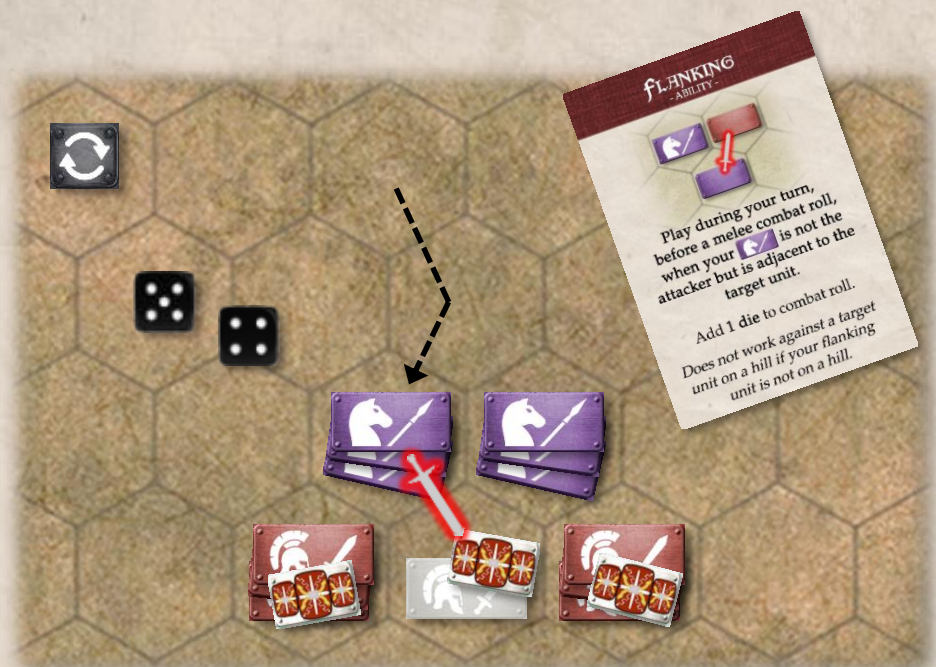 FLANKING
- ABILITY -
Play during your turn,
before a melee combat roll,
when your is not the
attacker but is adjacent to the
target unit.
Add 1 die to combat roll.
Does not work against a target
unit on a hill if your flanking
unit is not on a hill.